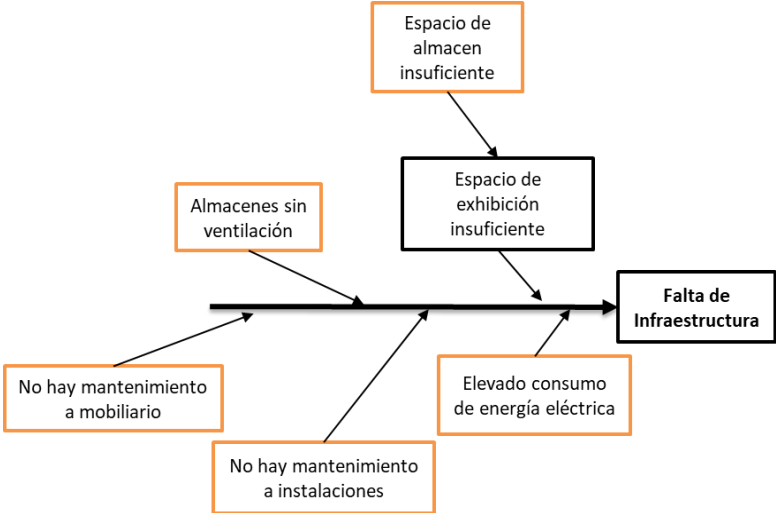 Espacio de
almacen
insuficiente
Espacio de
exhibición
insuficiente
Almacenes sin
ventilación
Falta de
Infraestructura
No hay mantenimiento
a mobiliario
Elevado consumo
de energía eléctrica
No hay mantenimiento
a instalaciones